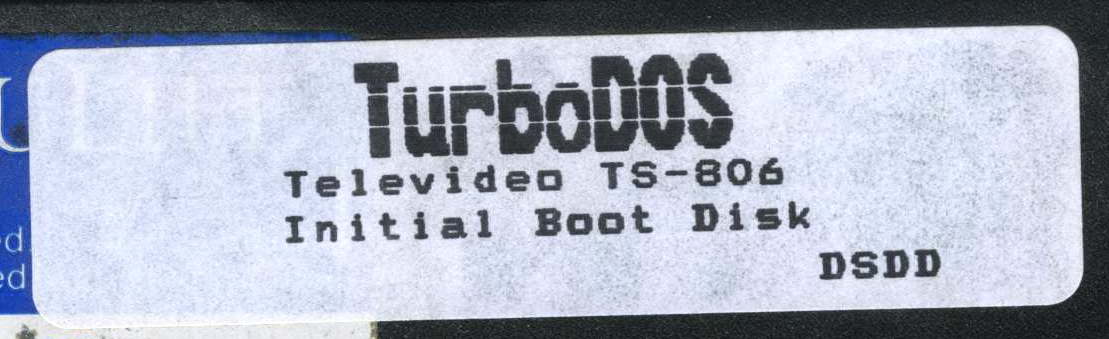 TurboDOS
Televideo TS-806
Initial Boot Disk
DSDD